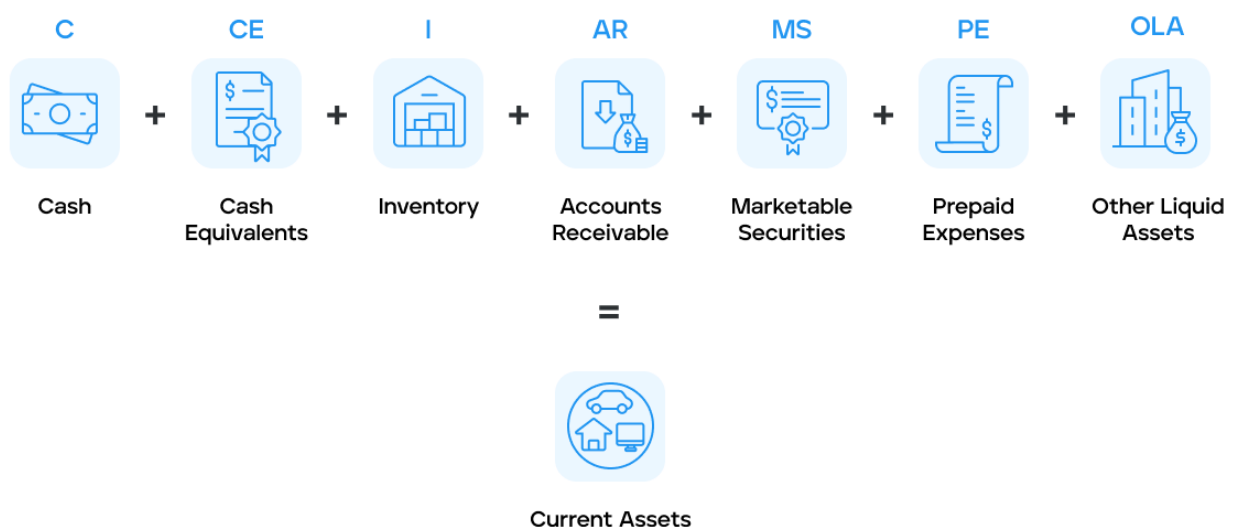 C
CE
I
AR
MS
PE
OLA
$
$
$
$
$
+
+
+
+
+
+
Cash
Cash
Equivalents
Inventory
Accounts
Receivable
Marketable
Securities
Prepaid
Expenses
Other Liquid
Assets
=
Current Assets